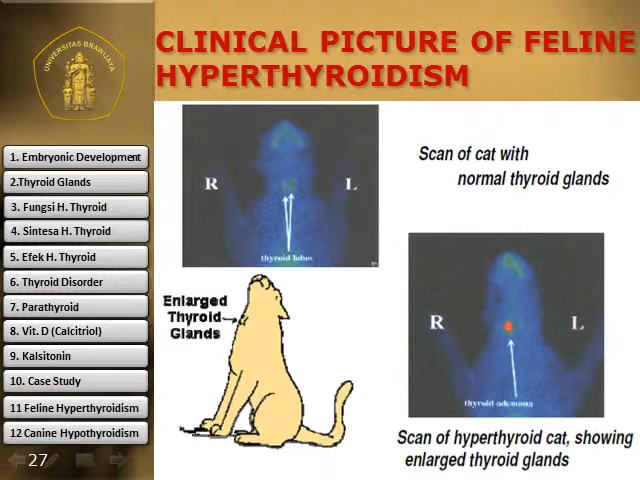 UNIVERSITAS BRAWIJAYA
CLINICAL PICTURE OF FELINE
HYPERTHYROIDISM
1. Embryonic Development
2.Thyroid Glands
3. Fungsi H. Thyroid
4. Sintesa H. Thyroid
5. Efek H. Thyroid
6. Thyroid Disorder
7. Parathyroid
8. Vit. D (Calcitriol)
9. Kalsitonin
10. Case Study
11 Feline Hyperthyroidism
12 Canine Hypothyroidism
27
R
L
thyroid lobes
Scan of cat with
normal thyroid glands
Enlarged
Thyroid
Glands
R
L
thyroid adenoma
Scan of hyperthyroid cat, showing
enlarged thyroid glands